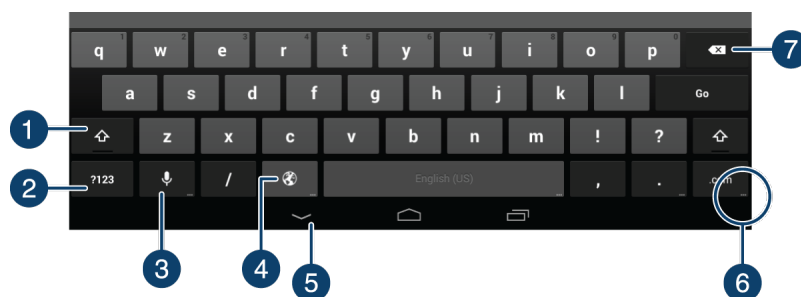 1 2 3 4 5 6 7 8 9 0
q w e r t y u i o p 7
a s d f g h j k l Go
1 z x c v b n m ! ?
2 ?123 / English (US) , . .com
3 4 5 6